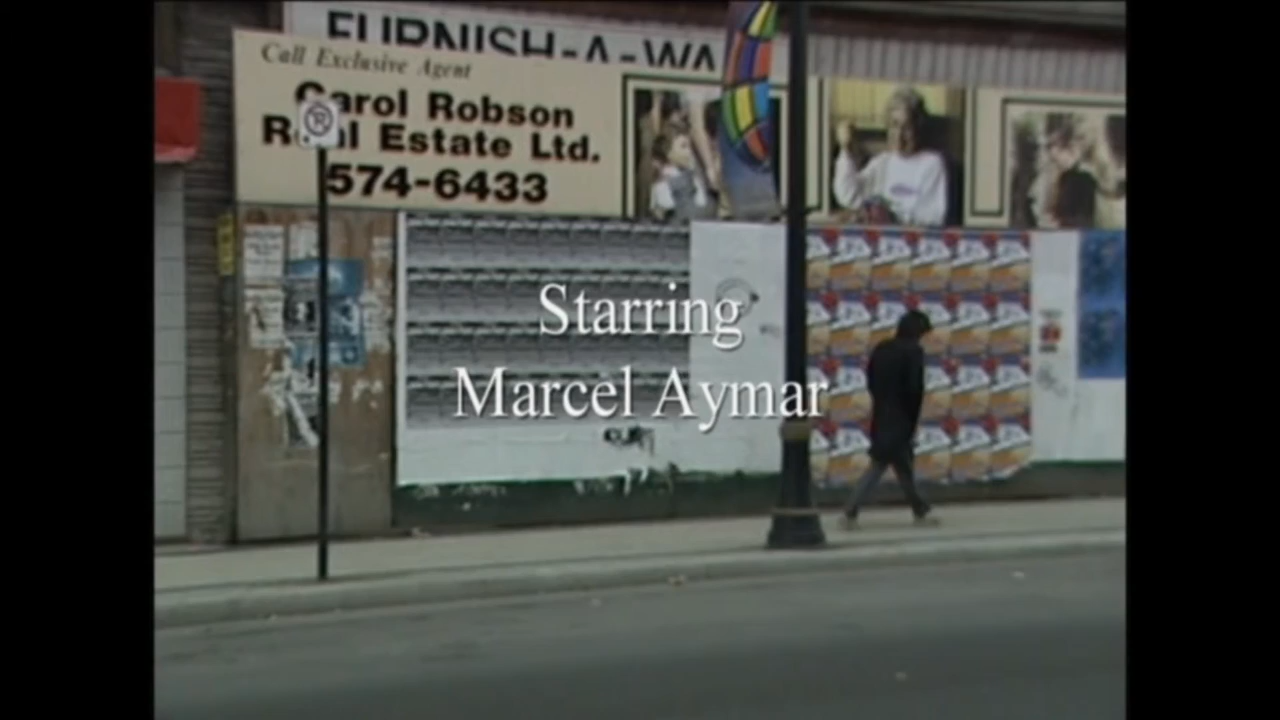 FURNISH-A-WA
Call Exclusive Agent
Carol Robson
Real Estate Ltd.
574-6433
Starring
Marcel Aymar